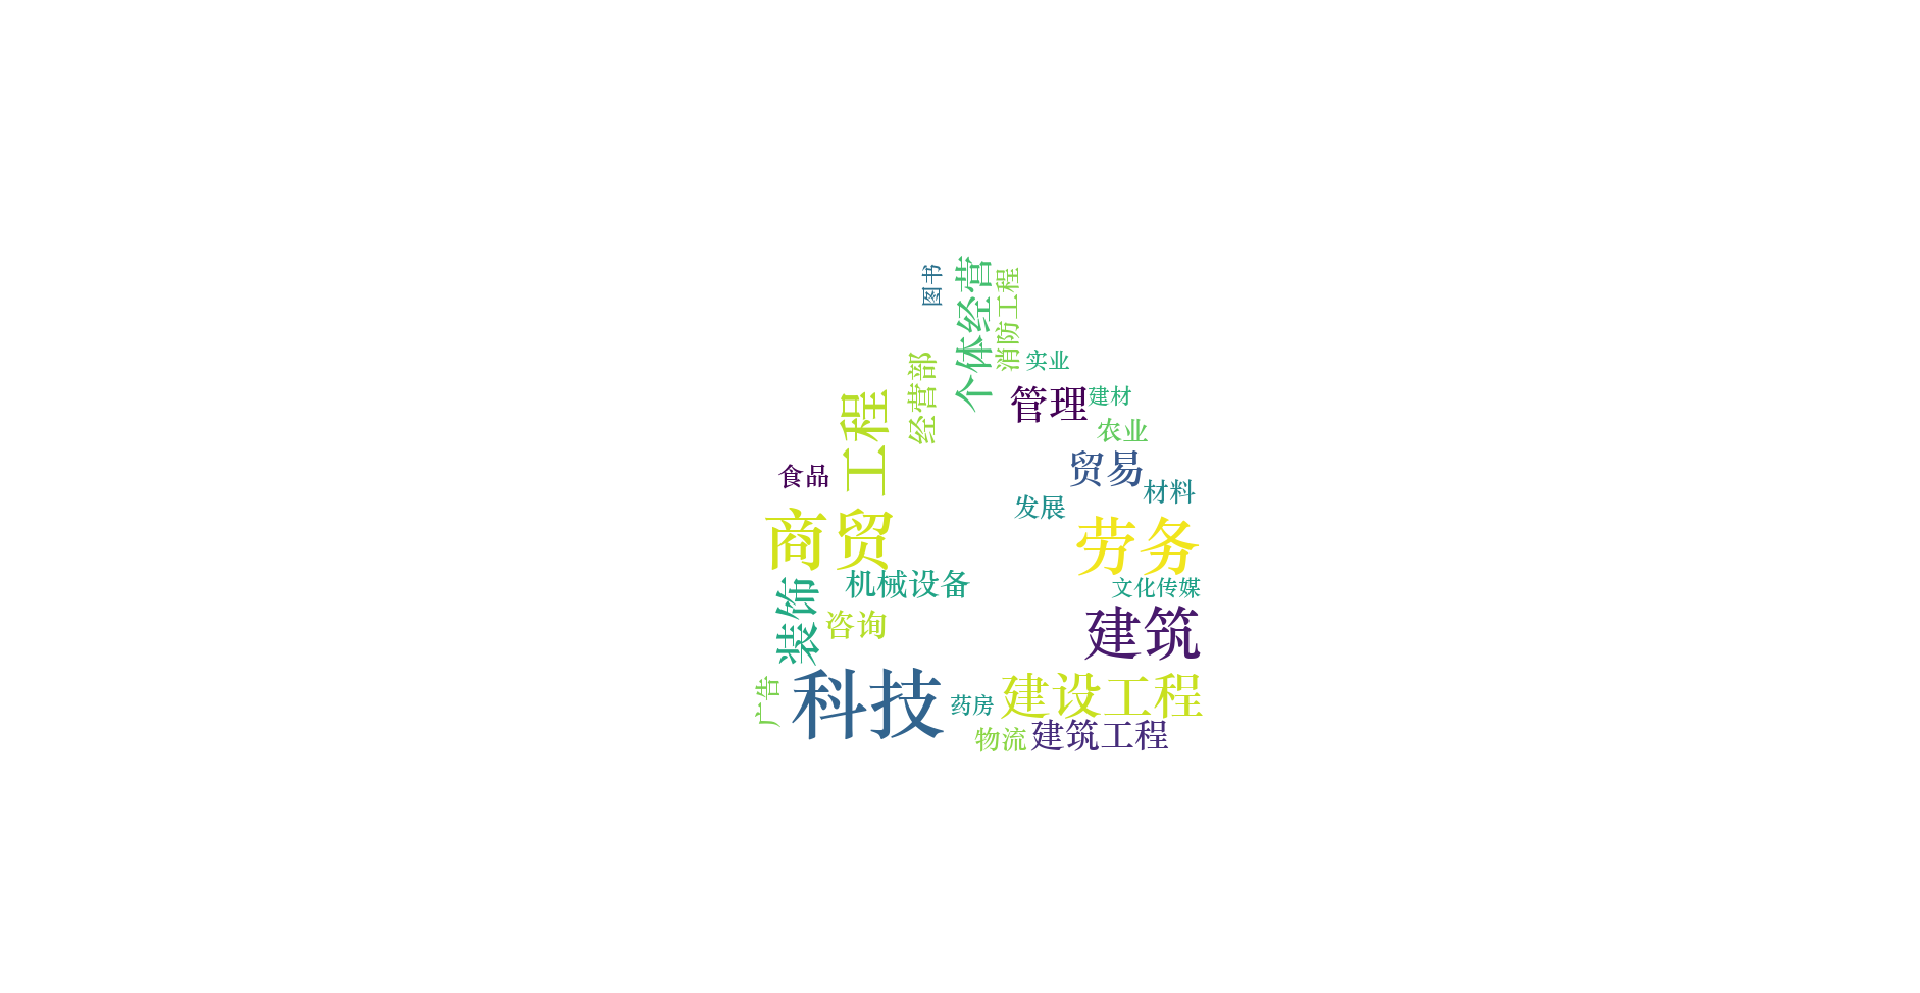 图书
个体经营
消防工程
经营部
实业
管理
建材
工程
农业
贸易
食品
材料
发展
商贸
劳务
机械设备
文化传媒
装饰
咨询
建筑
科技
广告
药房
建设工程
物流
建筑工程